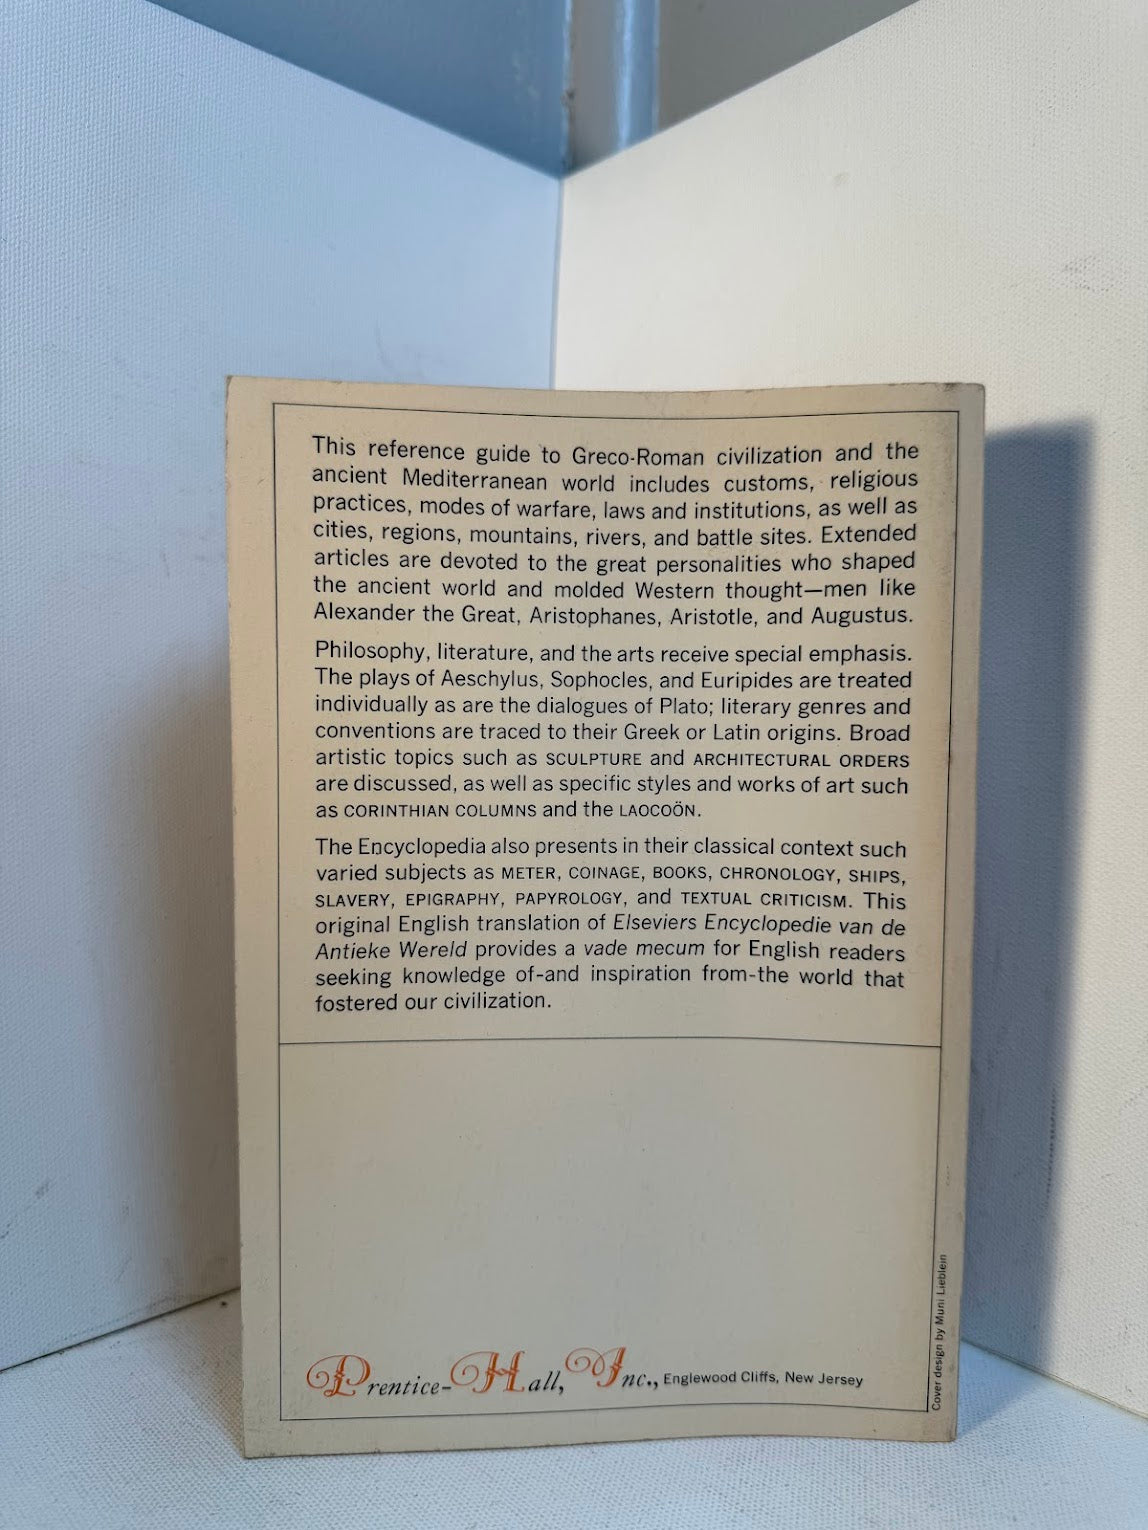 This reference guide to Greco-Roman civilization and the
ancient Mediterranean world includes customs, religious
practices, modes of warfare, laws and institutions, as well as
cities, regions, mountains, rivers, and battle sites. Extended
articles are devoted to the great personalities who shaped
the ancient world and molded Western thought—men like
Alexander the Great, Aristophanes, Aristotle, and Augustus.
Philosophy, literature, and the arts receive special emphasis.
The plays of Aeschylus, Sophocles, and Euripides are treated
individually as are the dialogues of Plato; literary genres and
conventions are traced to their Greek or Latin origins. Broad
artistic topics such as SCULPTURE and ARCHITECTURAL ORDERS
are discussed, as well as specific styles and works of art such
as CORINTHIAN COLUMNS and the LAOCOÖN.
The Encyclopedia also presents in their classical context such
varied subjects as METER, COINAGE, BOOKS, CHRONOLOGY, SHIPS,
SLAVERY, EPIGRAPHY, PAPYROLOGY, and TEXTUAL CRITICISM. This
original English translation of Elseviers Encyclopedie van de
Antieke Wereld provides a vade mecum for English readers
seeking knowledge of-and inspiration from-the world that
fostered our civilization.
Prentice-Hall, Inc., Englewood Cliffs, New Jersey
Cover design by Muni Lieblein